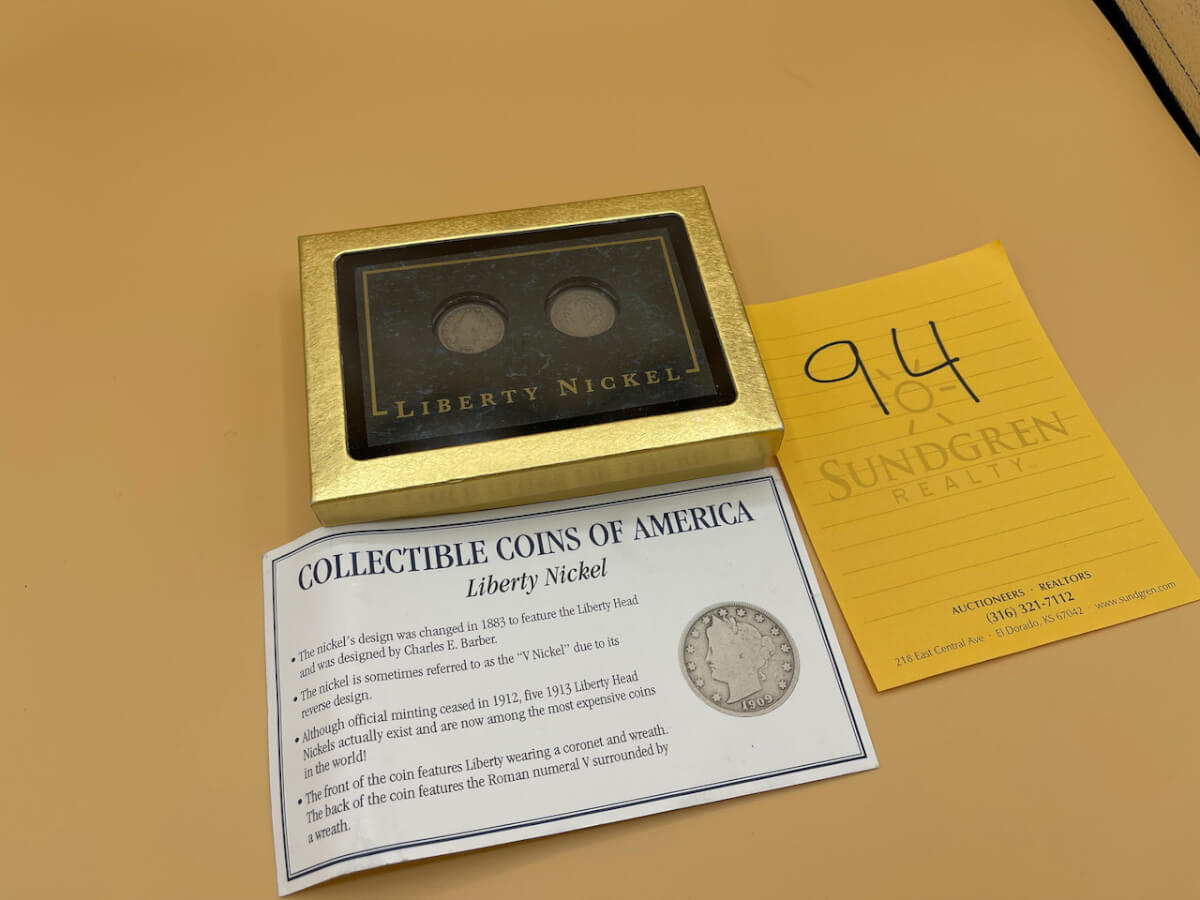 LIBERTY NICKEL
94
SUNDGREN
REALTY
AUCTIONEERS · REALTORS
(316) 321-7112
218 East Central Ave · El Dorado, KS 67042 · www.sundgren.com
COLLECTIBLE COINS OF AMERICA
Liberty Nickel
• The nickel's design was changed in 1883 to feature the Liberty Head
and was designed by Charles E. Barber.
• The nickel is sometimes referred to as the "V Nickel" due to its
reverse design.
• Although official minting ceased in 1912, five 1913 Liberty Head
Nickels actually exist and are now among the most expensive coins
in the world!
• The front of the coin features Liberty wearing a coronet and wreath.
The back of the coin features the Roman numeral V surrounded by
a wreath.
1909